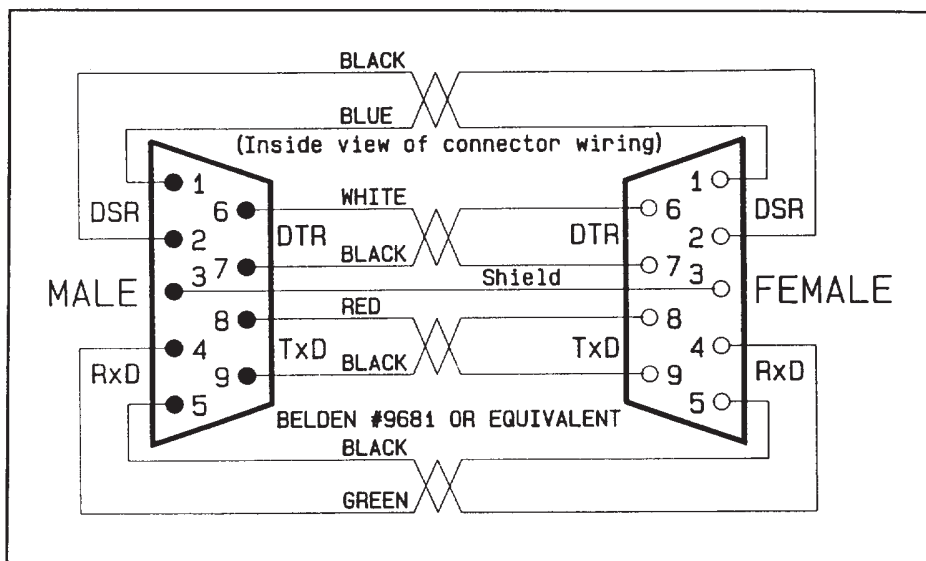 BLACK
BLUE
(Inside view of connector wiring)
1
1
DSR
6
WHITE
6
DSR
2
DTR
DTR
2
7
BLACK
7
3
Shield
3
MALE
FEMALE
8
RED
8
4
TxD
TxD
4
RxD
9
BLACK
9
RxD
5
5
BELDEN #9681 OR EQUIVALENT
BLACK
GREEN